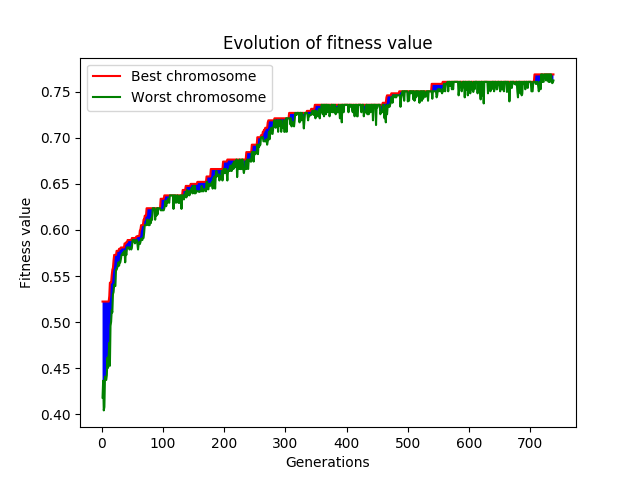 Evolution of fitness value
Best chromosome
Worst chromosome
Fitness value
0.75
0.70
0.65
0.60
0.55
0.50
0.45
0.40
0 100 200 300 400 500 600 700
Generations